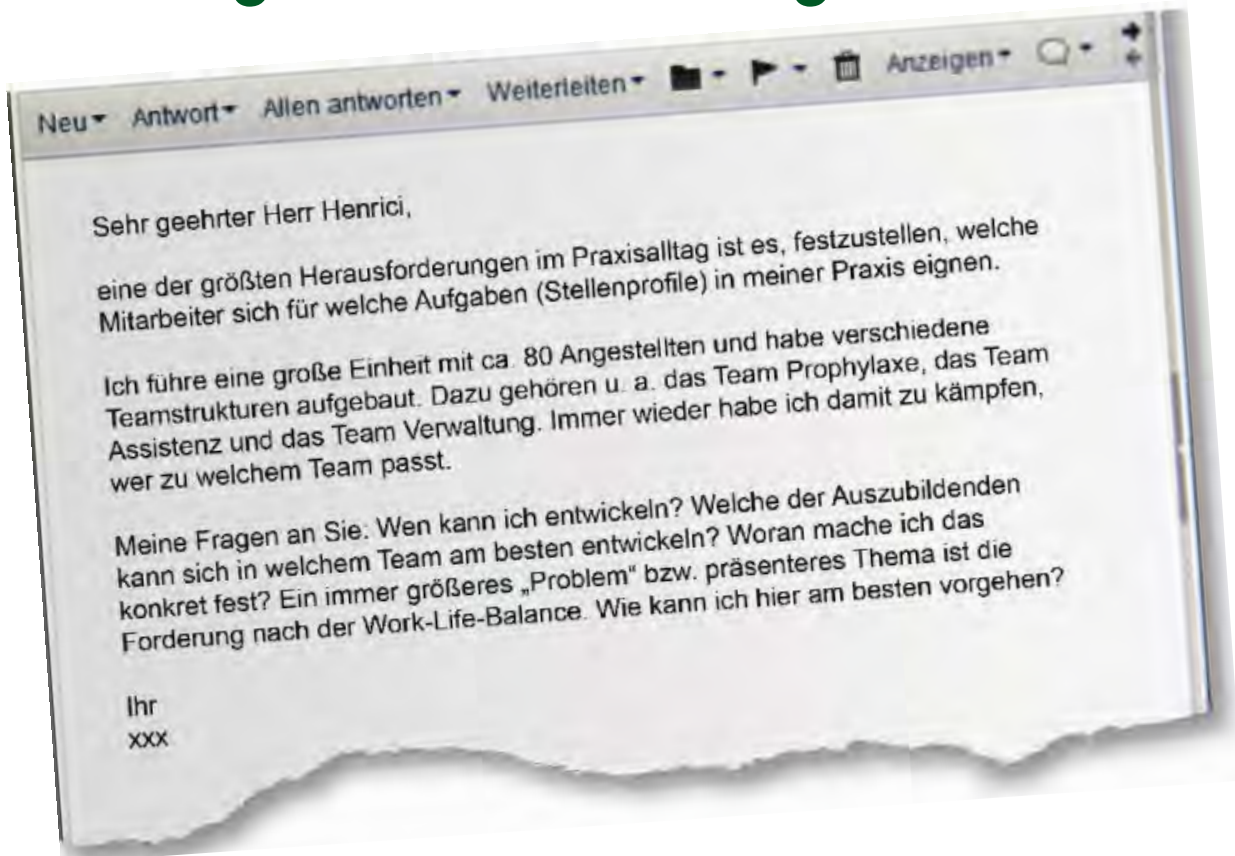 Neu Antwort Allen antworten Weiterleiten Anzeigen
Sehr geehrter Herr Henrici,
eine der größten Herausforderungen im Praxisalltag ist es, festzustellen, welche
Mitarbeiter sich für welche Aufgaben (Stellenprofile) in meiner Praxis eignen.
Ich führe eine große Einheit mit ca. 80 Angestellten und habe verschiedene
Teamstrukturen aufgebaut. Dazu gehören u. a. das Team Prophylaxe, das Team
Assistenz und das Team Verwaltung. Immer wieder habe ich damit zu kämpfen,
wer zu welchem Team passt.
Meine Fragen an Sie: Wen kann ich entwickeln? Welche der Auszubildenden
kann sich in welchem Team am besten entwickeln? Woran mache ich das
konkret fest? Ein immer größeres „Problem“ bzw. präsenteres Thema ist die
Forderung nach der Work-Life-Balance. Wie kann ich hier am besten vorgehen?
Ihr
xxx